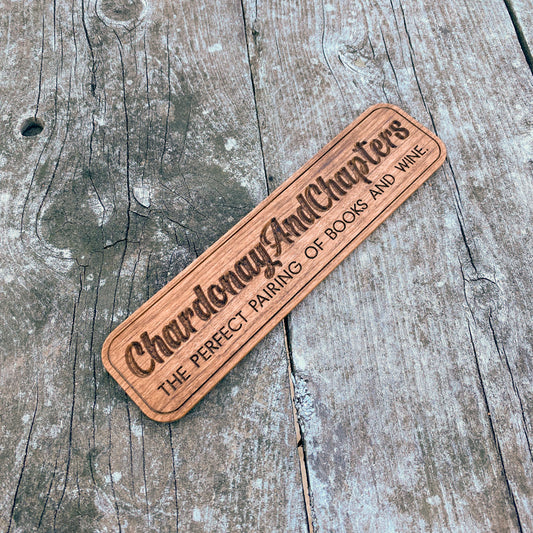 ChardonayAndChapters
THE PERFECT PAIRING OF BOOKS AND WINE.